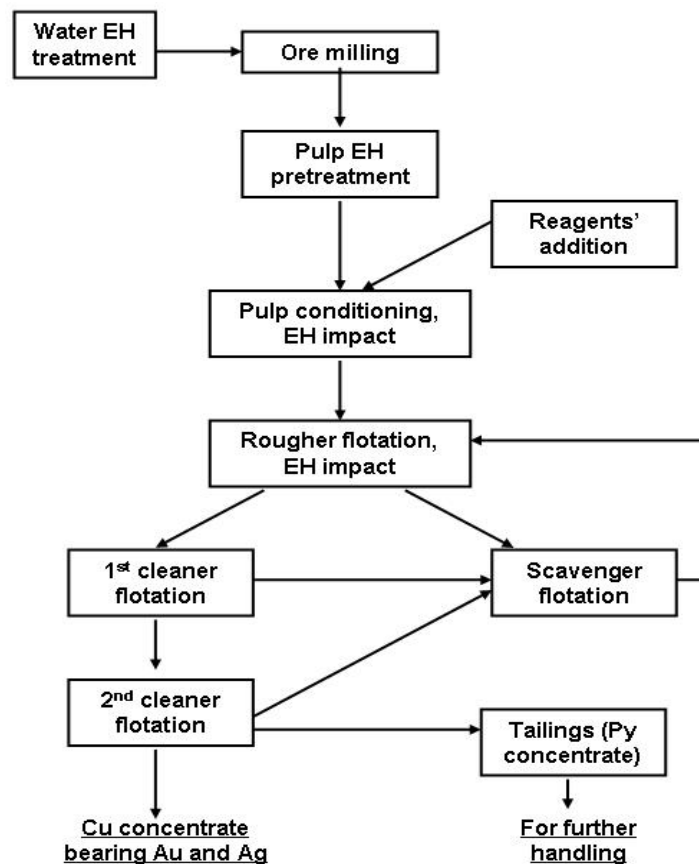 Water EH
treatment
Ore milling
Pulp EH
pretreatment
Reagents’
addition
Pulp conditioning,
EH impact
Rougher flotation,
EH impact
1st cleaner
flotation
Scavenger
flotation
2nd cleaner
flotation
Tailings (Py
concentrate)
Cu concentrate
bearing Au and Ag
For further
handling